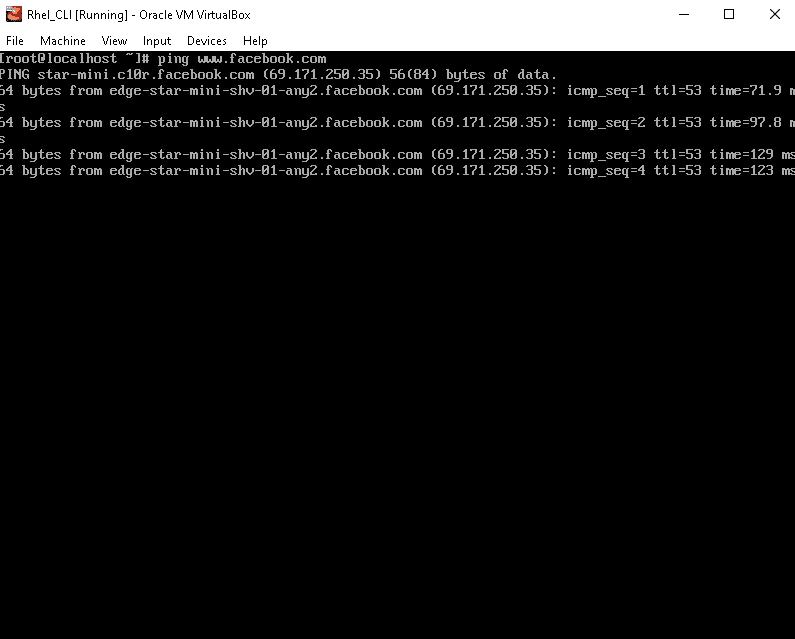 Rhel_CLI [Running] - Oracle VM VirtualBox
File Machine View Input Devices Help
[root@localhost ~]# ping www.facebook.com
PING star-mini.c10r.facebook.com (69.171.250.35) 56(84) bytes of data.
64 bytes from edge-star-mini-shv-01-any2.facebook.com (69.171.250.35): icmp_seq=1 ttl=53 time=71.9 m
s
64 bytes from edge-star-mini-shv-01-any2.facebook.com (69.171.250.35): icmp_seq=2 ttl=53 time=97.8 m
s
64 bytes from edge-star-mini-shv-01-any2.facebook.com (69.171.250.35): icmp_seq=3 ttl=53 time=129 ms
64 bytes from edge-star-mini-shv-01-any2.facebook.com (69.171.250.35): icmp_seq=4 ttl=53 time=123 ms